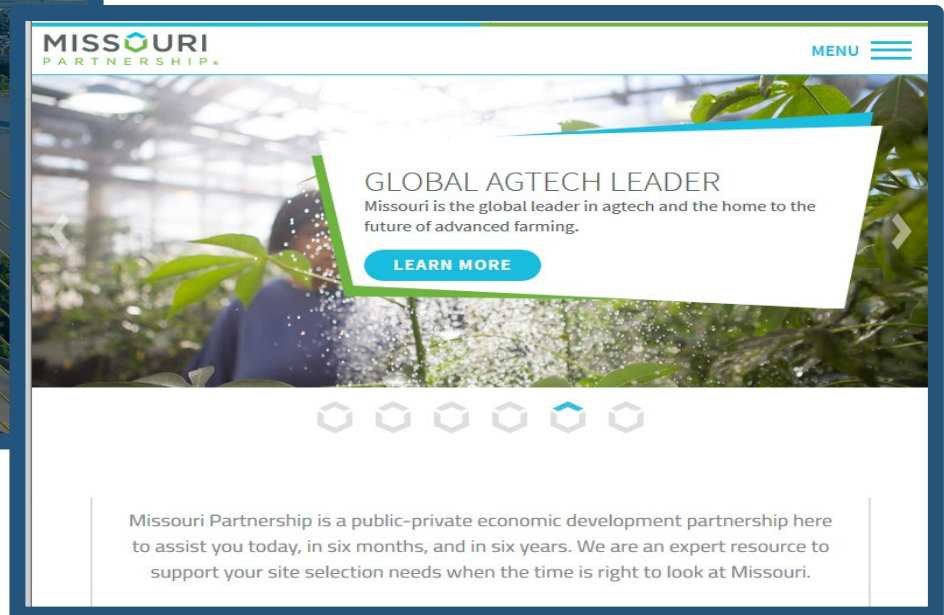 MISSOURI
PARTNERSHIP
MENU
GLOBAL AGTECH LEADER
Missouri is the global leader in agtech and the home to the
future of advanced farming.
LEARN MORE
Missouri Partnership is a public-private economic development partnership here
to assist you today, in six months, and in six years. We are an expert resource to
support your site selection needs when the time is right to look at Missouri.